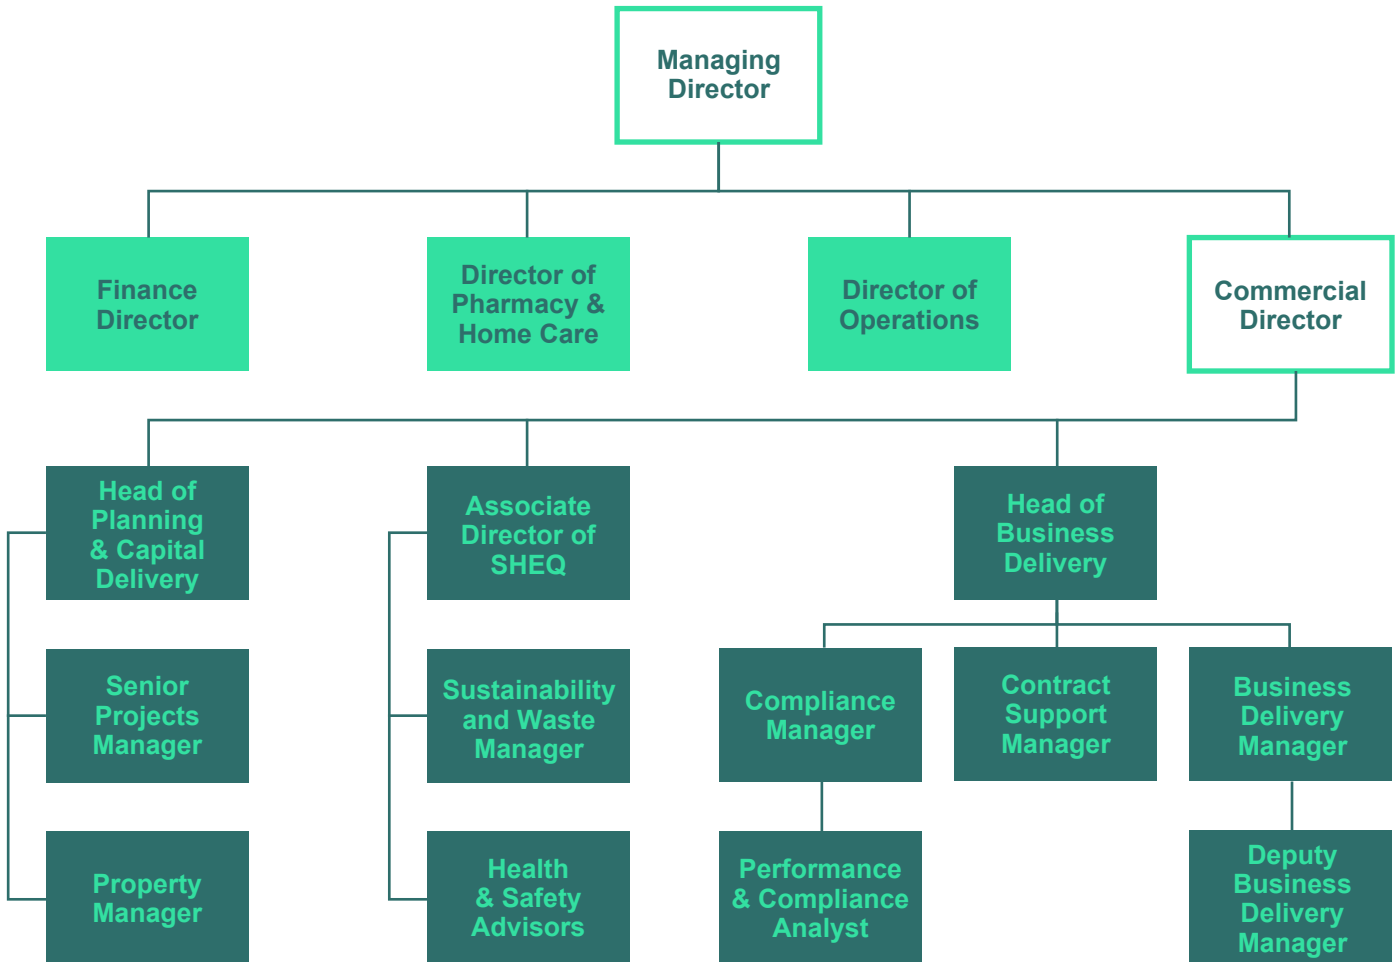 Managing
Director
Finance
Director
Director of
Pharmacy &
Home Care
Director of
Operations
Commercial
Director
Head of
Planning
& Capital
Delivery
Associate
Director of
SHEQ
Head of
Business
Delivery
Senior
Projects
Manager
Sustainability
and Waste
Manager
Compliance
Manager
Contract
Support
Manager
Business
Delivery
Manager
Property
Manager
Health
& Safety
Advisors
Performance
& Compliance
Analyst
Deputy
Business
Delivery
Manager